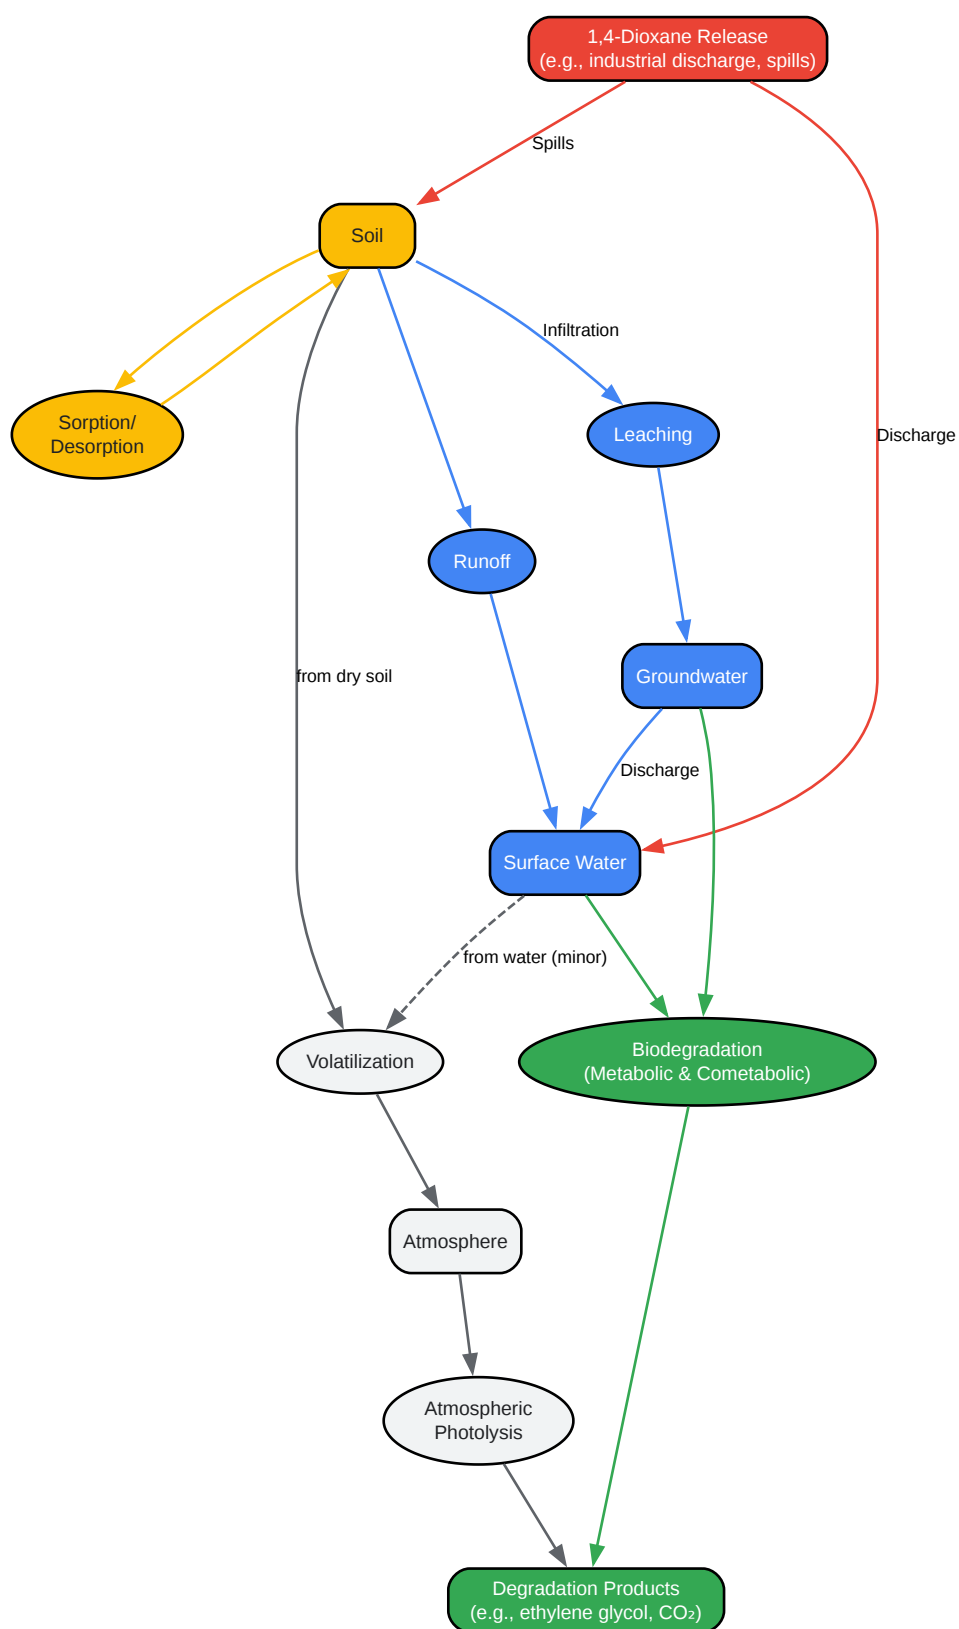 1,4-Dioxane Release
(e.g., industrial discharge, spills)
Spills
Soil
Infiltration
Sorption/
Desorption
Leaching
Discharge
Runoff
from dry soil
Groundwater
Discharge
Surface Water
from water (minor)
Volatilization
Biodegradation
(Metabolic & Cometabolic)
Atmosphere
Atmospheric
Photolysis
Degradation Products
(e.g., ethylene glycol, CO₂)